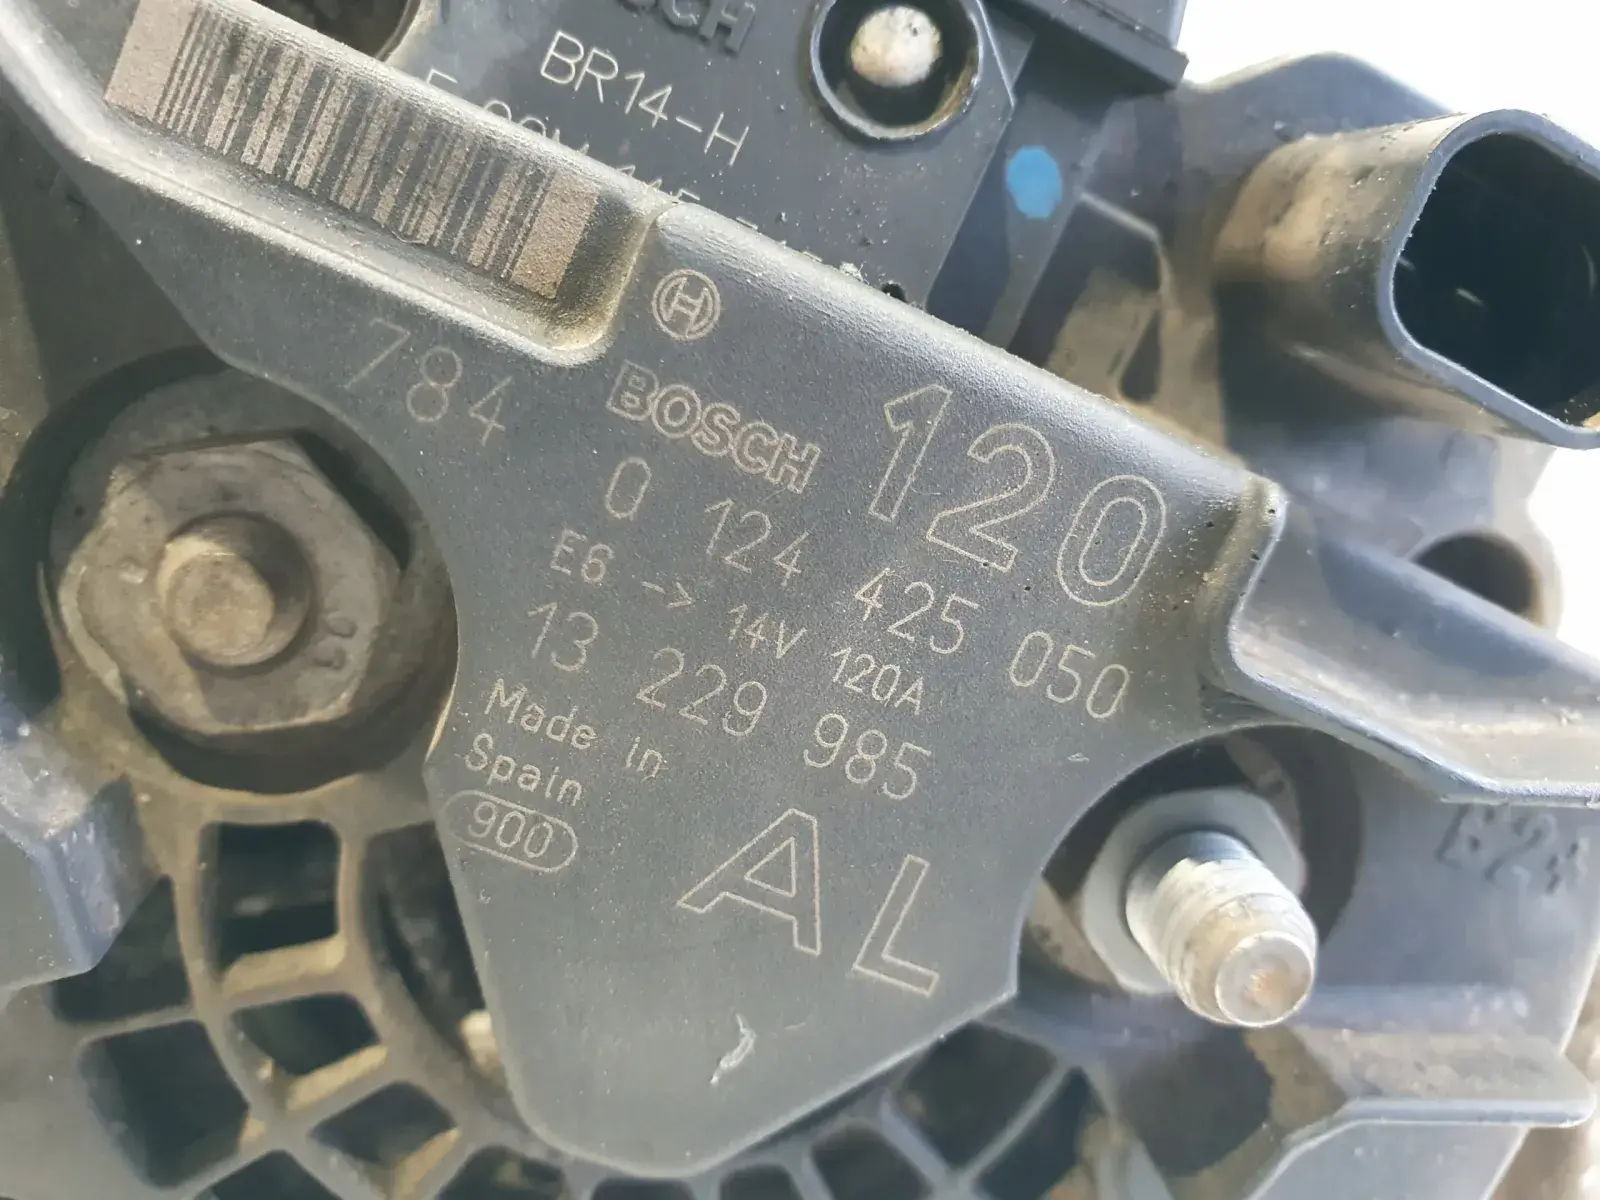 BR14-H
784
BOSCH
120
0 124 425 050
E6 -> 14V 120A
13 229 985
Made in
Spain
900
AL